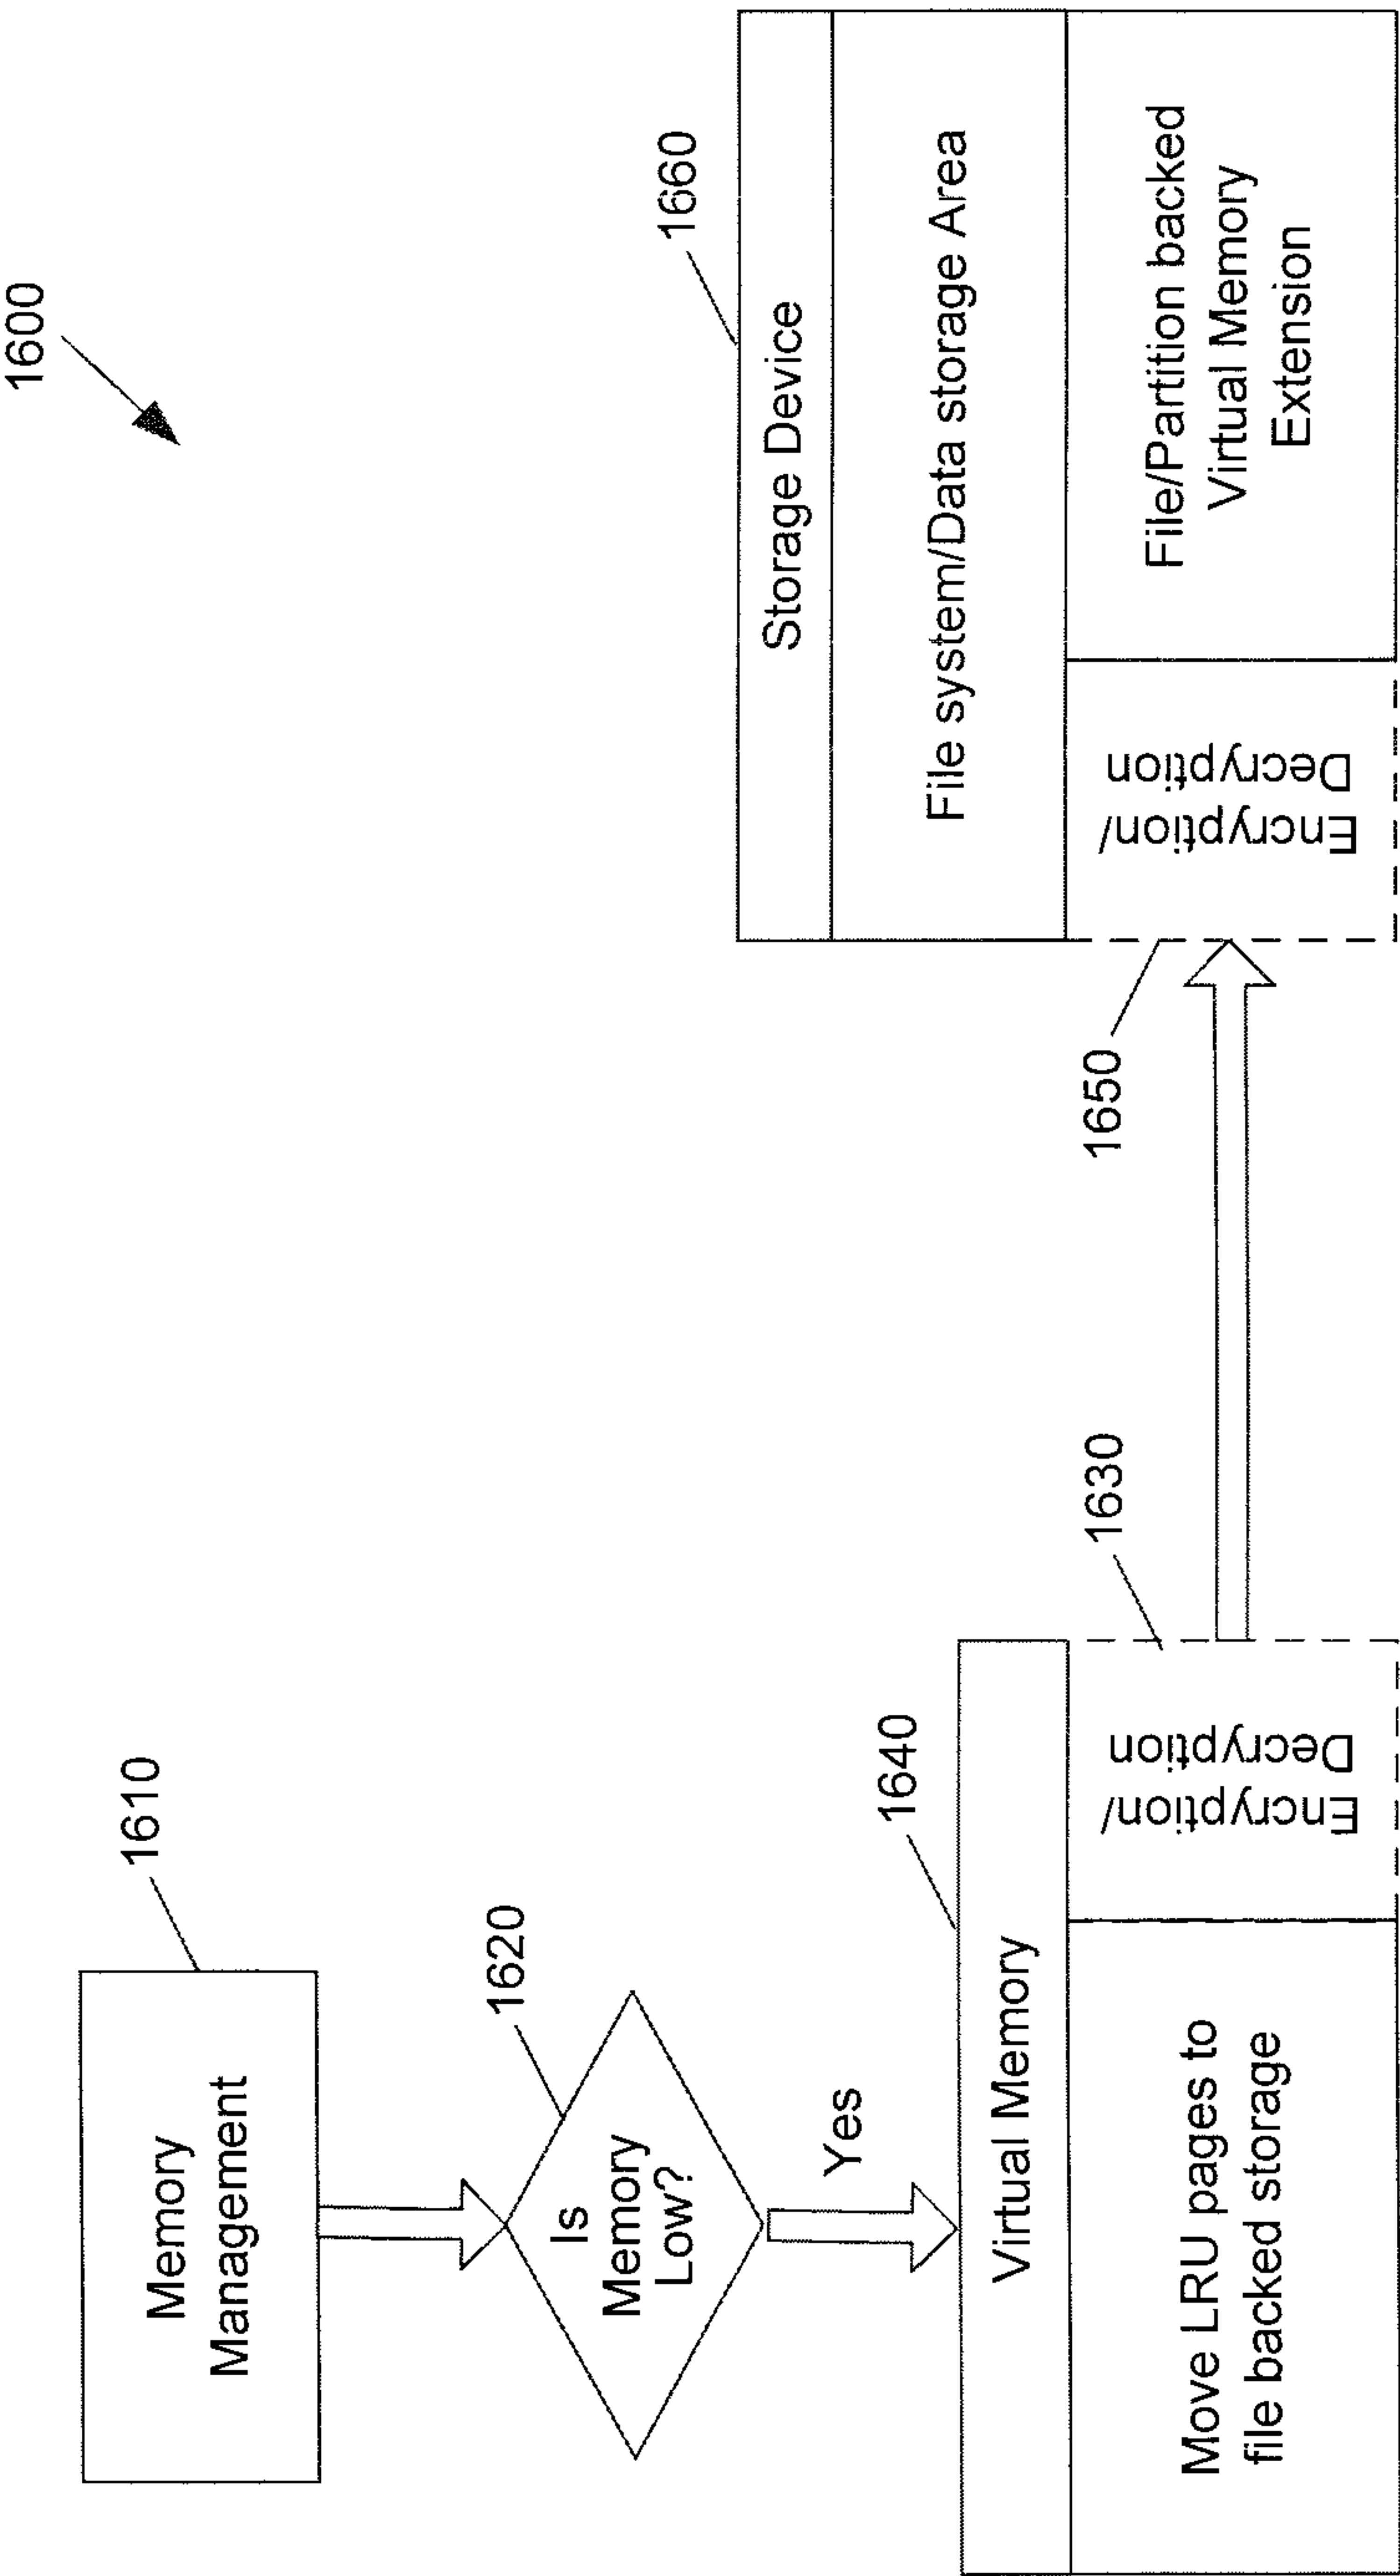 1600
Memory
Management
1610
Is
Memory
Low?
1620
Yes
Virtual Memory
1640
Move LRU pages to
file backed storage
Encryption/
Decryption
1630
Storage Device
1660
File system/Data storage Area
Encryption/
Decryption
1650
File/Partition backed
Virtual Memory
Extension